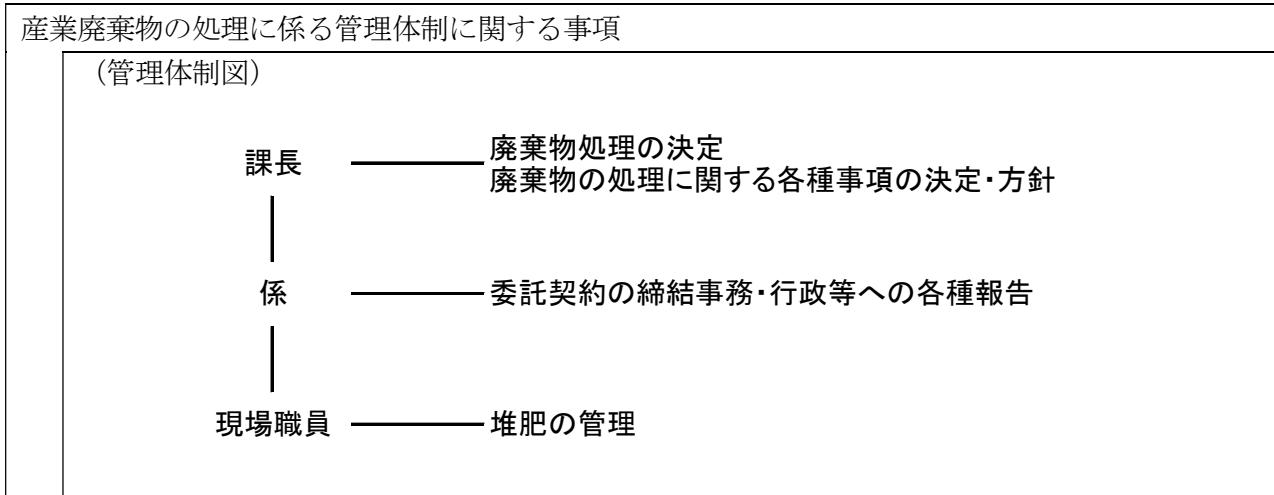 産業廃棄物の処理に係る管理体制に関する事項
（管理体制図）
課長
廃棄物処理の決定
廃棄物の処理に関する各種事項の決定・方針
係
委託契約の締結事務・行政等への各種報告
現場職員
堆肥の管理